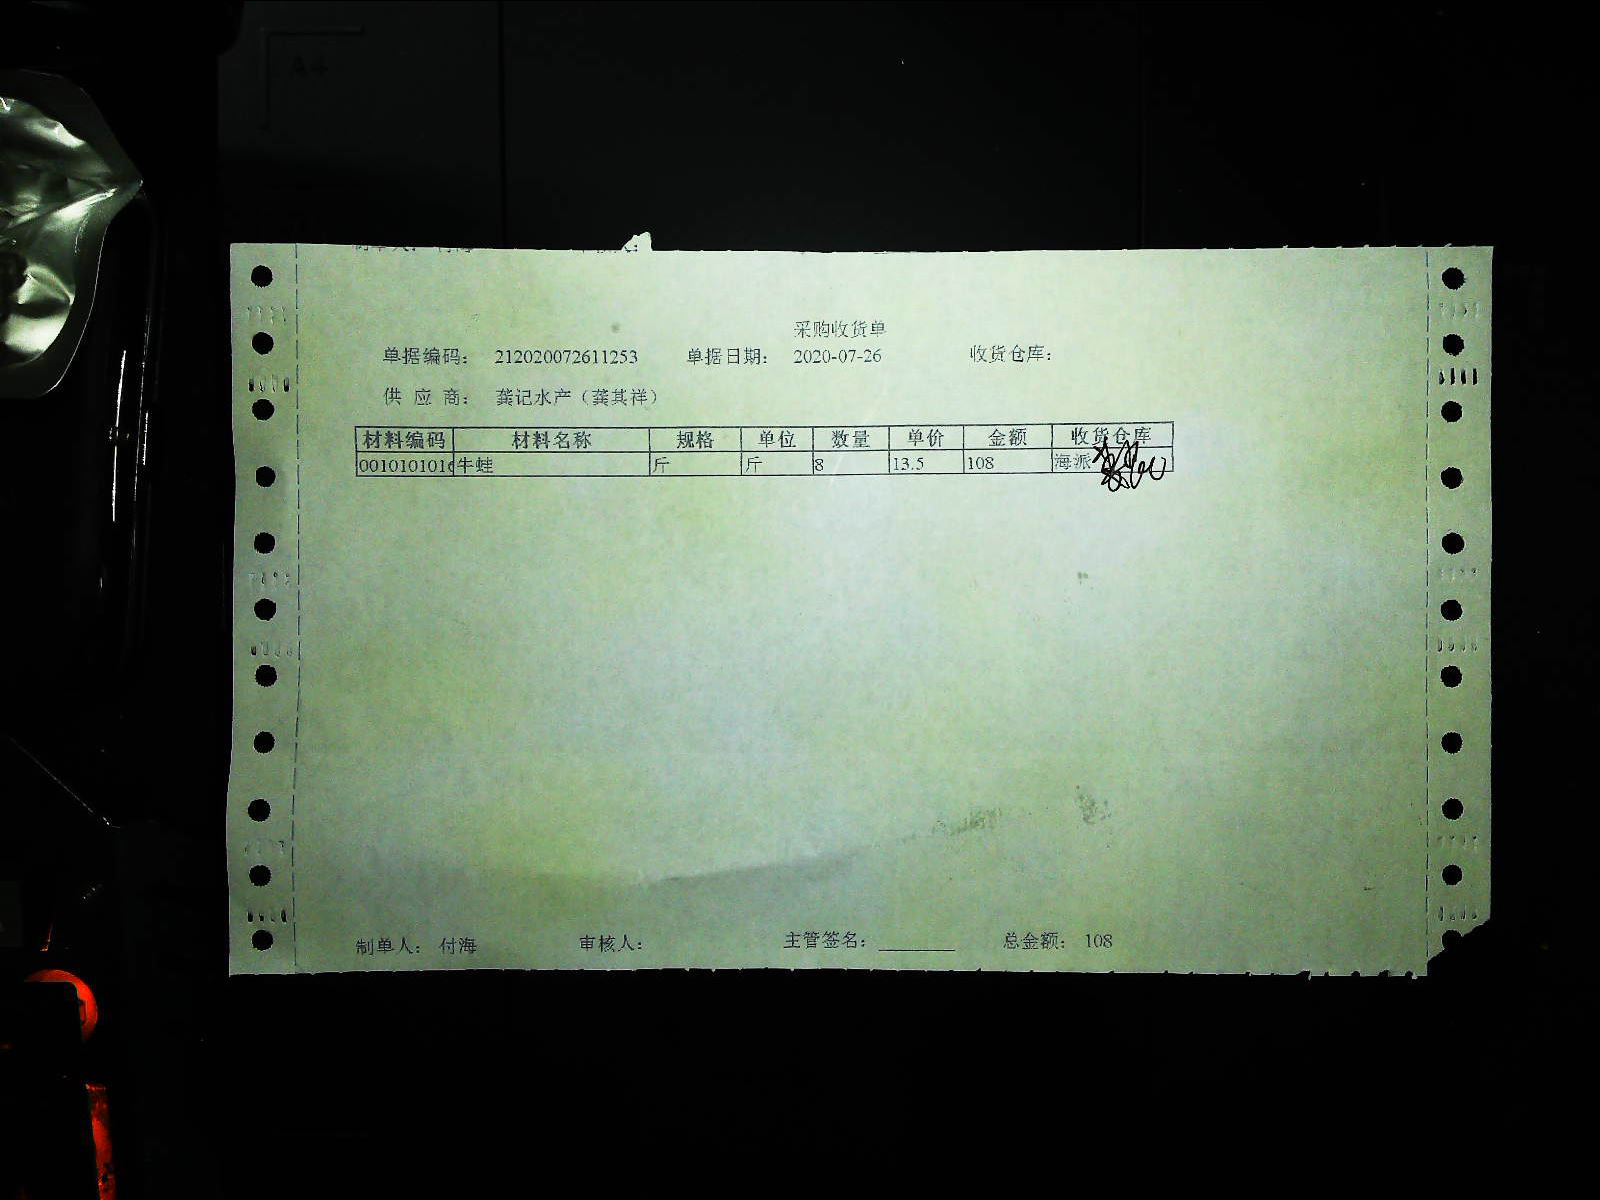 采购收货单
单据编码： 212020072611253 单据日期： 2020-07-26 收货仓库：
供 应 商： 龚记水产（龚其祥）
材料编码 材料名称 规格 单位 数量 单价 金额 收货仓库
001010101 牛蛙 斤 斤 8 13.5 108 海派
制单人： 付海 审核人： 主管签名： ________ 总金额： 108